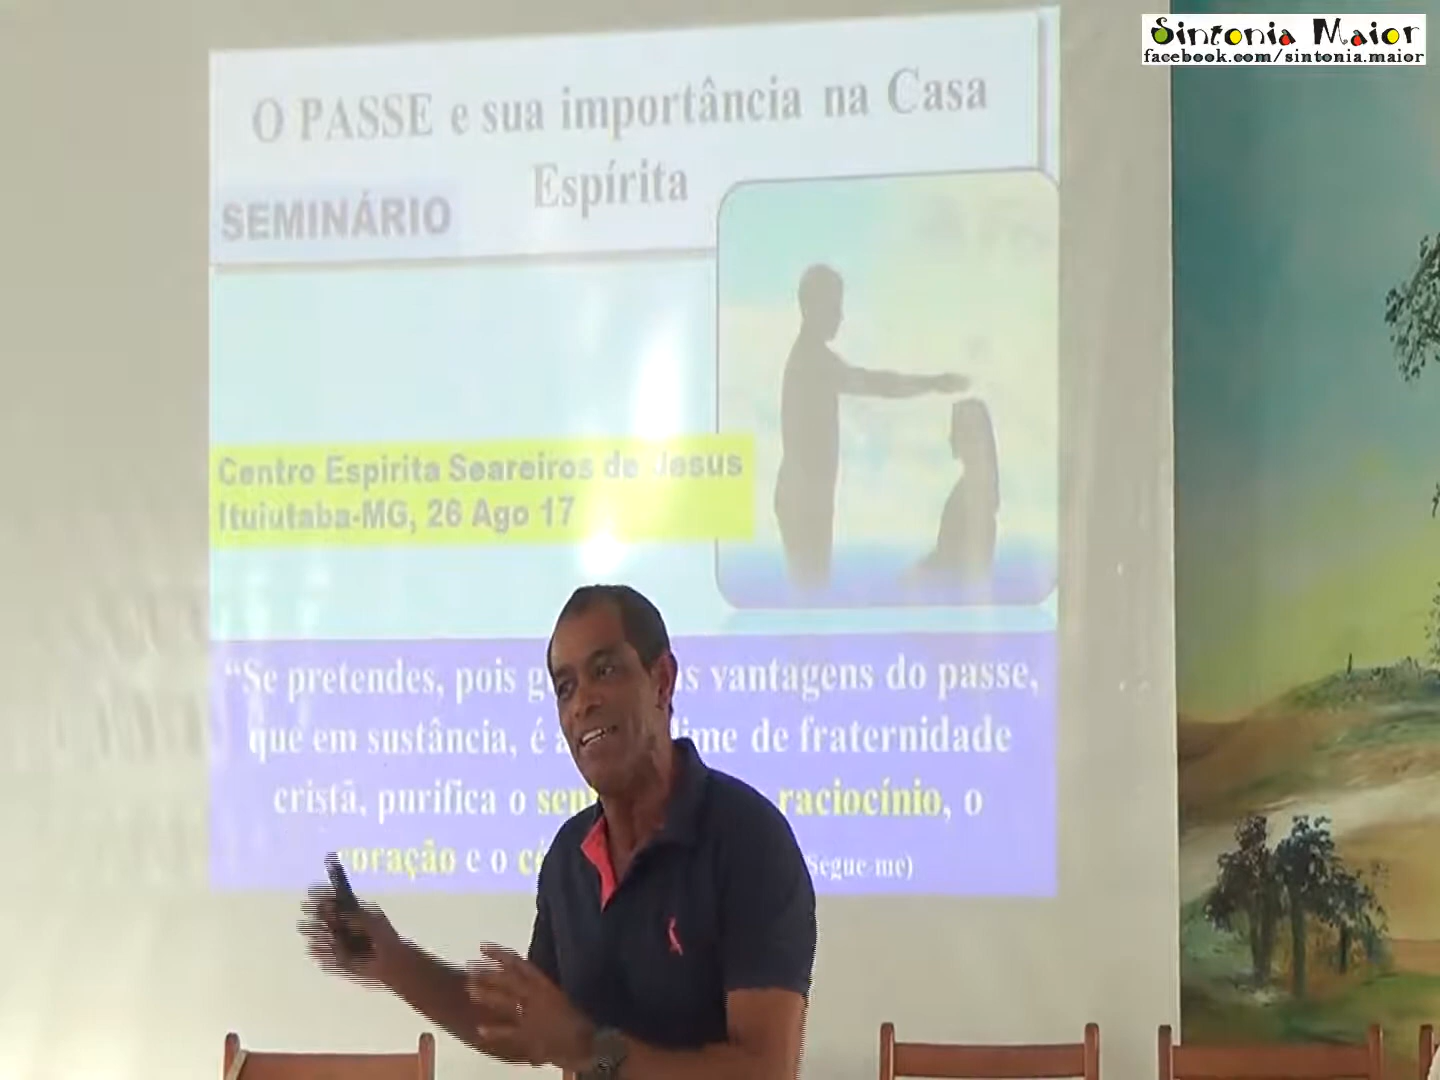 Sintonia Maior
facebook.com/sintonia.maior
O PASSE e sua importância na Casa
Espírita
SEMINÁRIO
Centro Espirita Seareiros de Jesus
Ituiutaba-MG, 26 Ago 17
“Se pretendes, pois as vantagens do passe,
que em sustância, é de fraternidade
cristã, purifica o raciocínio, o
coração e o Segue-me)